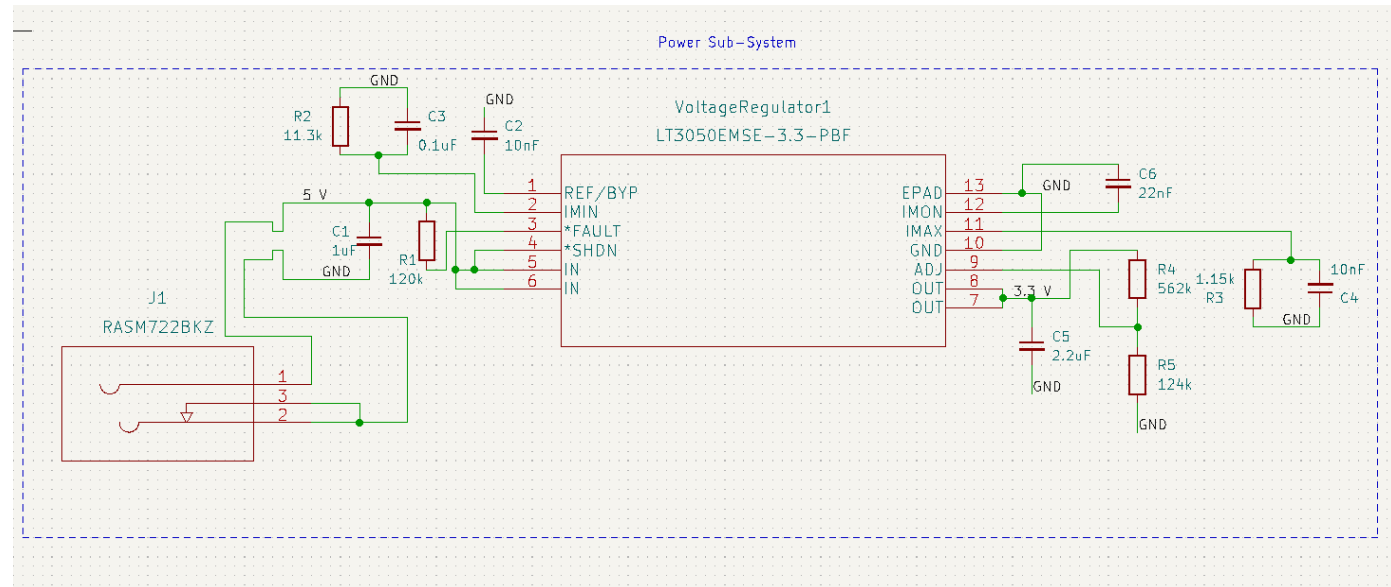 Power Sub-System
GND
R2
11.3k
C3
0.1uF
GND
C2
10nF
VoltageRegulator1
LT3050EMSE-3.3-PBF
1 REF/BYP
2 IMIN
3 *FAULT
4 *SHDN
5 IN
6 IN
EPAD 13
IMON 12
IMAX 11
GND 10
ADJ 9
OUT 8
OUT 7
GND
C6
22nF
5 V
C1
1uF
GND
R1
120k
3.3 V
C5
2.2uF
GND
R4
562k
R5
124k
GND
1.15k
R3
10nF
C4
GND
J1
RASM722BKZ
1
3
2